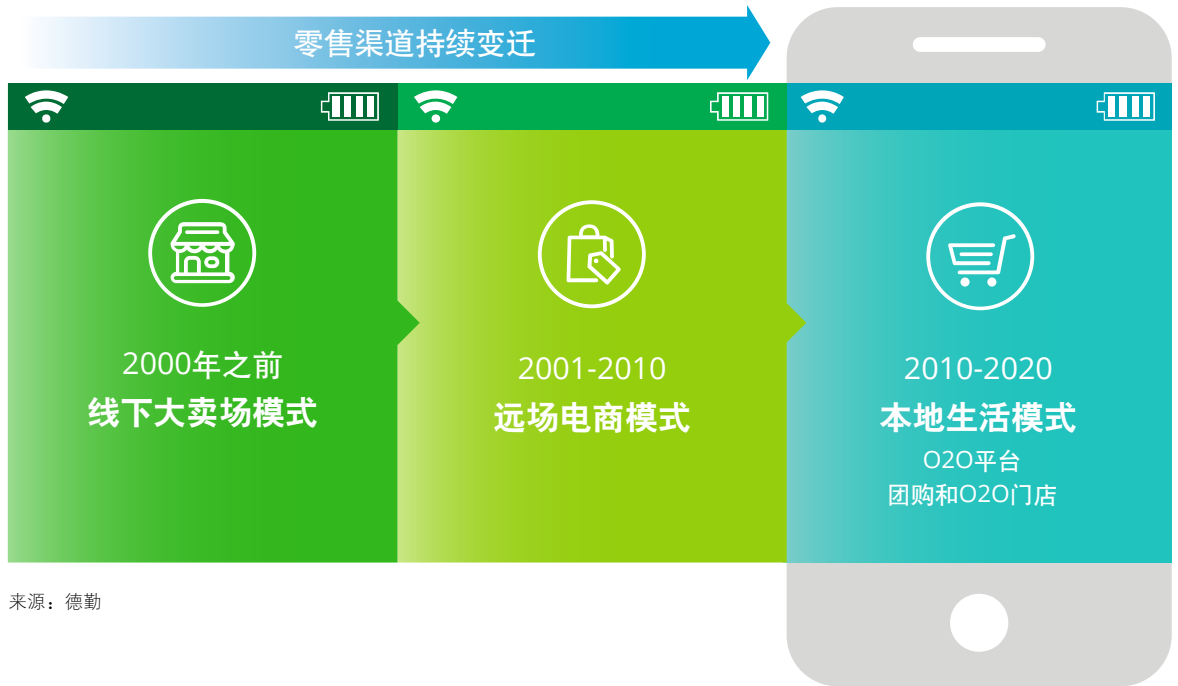 零售渠道持续变迁
2000年之前
线下大卖场模式
2001-2010
远场电商模式
2010-2020
本地生活模式
O2O平台
团购和O2O门店
来源：德勤